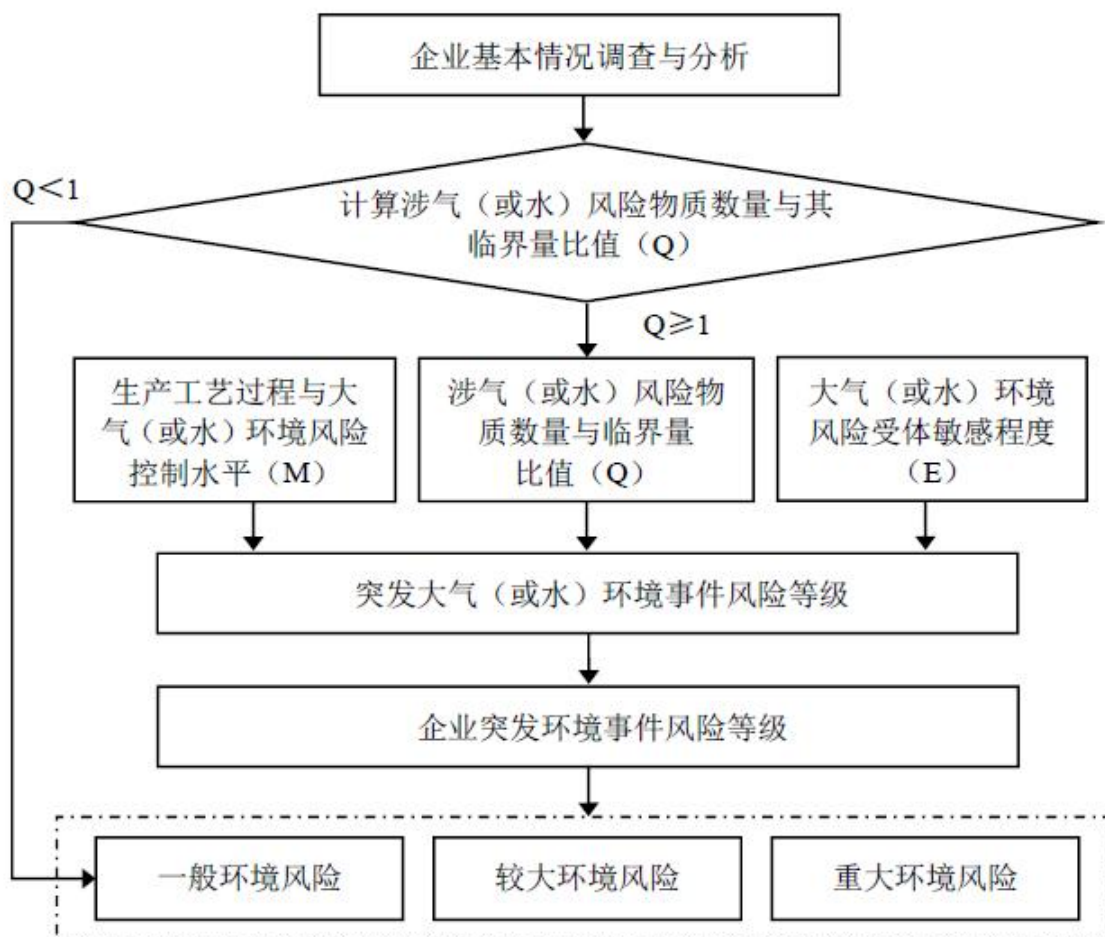 企业基本情况调查与分析
Q＜1
计算涉气（或水）风险物质数量与其
临界量比值（Q）
Q≥1
生产工艺过程与大
气（或水）环境风险
控制水平（M）
涉气（或水）风险物
质数量与临界量
比值（Q）
大气（或水）环境
风险受体敏感程度
（E）
突发大气（或水）环境事件风险等级
企业突发环境事件风险等级
一般环境风险
较大环境风险
重大环境风险